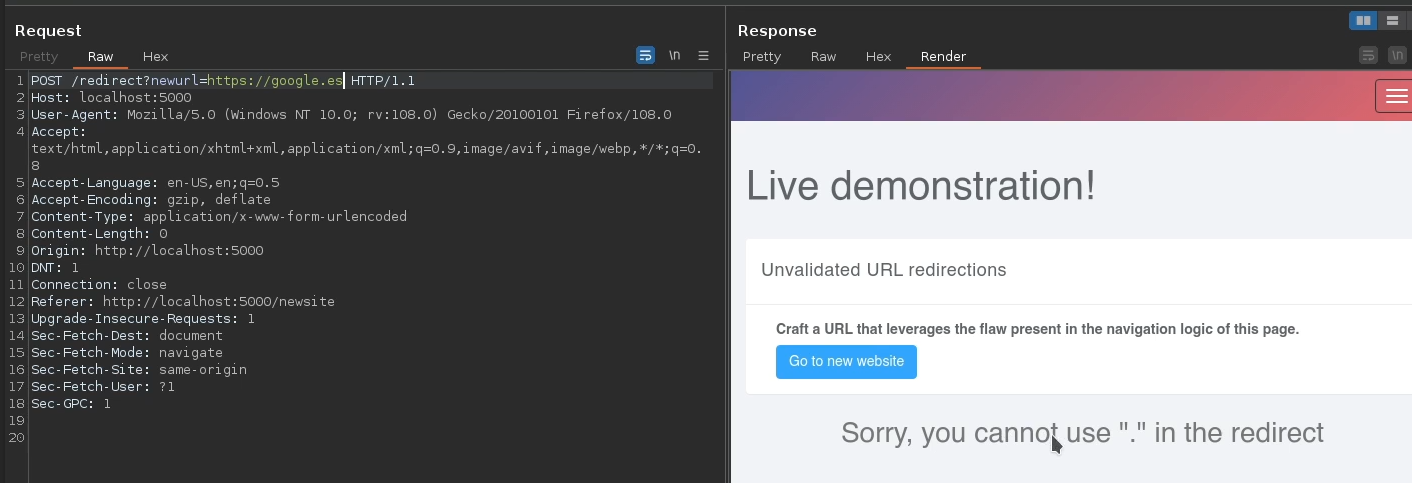 Request
Pretty Raw Hex \n
1 POST /redirect?newurl=https://google.es HTTP/1.1
2 Host: localhost:5000
3 User-Agent: Mozilla/5.0 (Windows NT 10.0; rv:108.0) Gecko/20100101 Firefox/108.0
4 Accept:
text/html,application/xhtml+xml,application/xml;q=0.9,image/avif,image/webp,*/*;q=0.
8
5 Accept-Language: en-US,en;q=0.5
6 Accept-Encoding: gzip, deflate
7 Content-Type: application/x-www-form-urlencoded
8 Content-Length: 0
9 Origin: http://localhost:5000
10 DNT: 1
11 Connection: close
12 Referer: http://localhost:5000/newsite
13 Upgrade-Insecure-Requests: 1
14 Sec-Fetch-Dest: document
15 Sec-Fetch-Mode: navigate
16 Sec-Fetch-Site: same-origin
17 Sec-Fetch-User: ?1
18 Sec-GPC: 1
19
20
Response
Pretty Raw Hex Render \n
Live demonstration!
Unvalidated URL redirections
Craft a URL that leverages the flaw present in the navigation logic of this page.
Go to new website
Sorry, you cannot use "." in the redirect